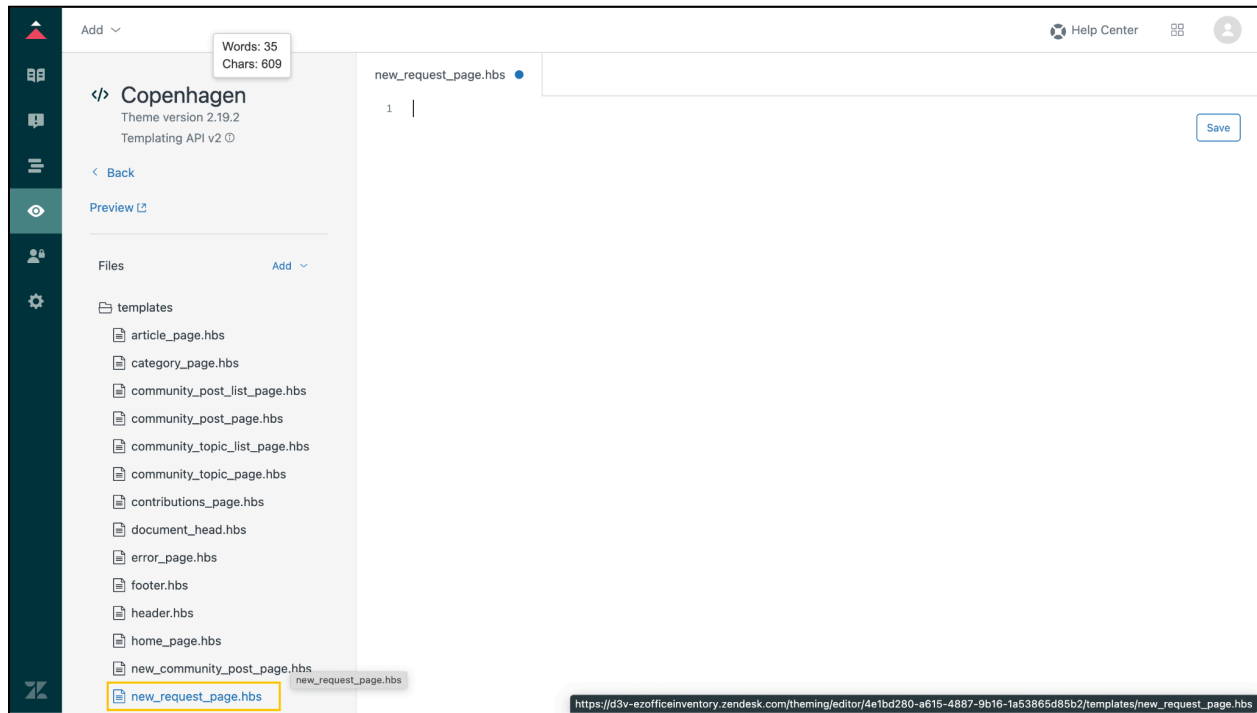 Add
Help Center
Words: 35
Chars: 609
Copenhagen
Theme version 2.19.2
Templating API v2
Back
Preview
Files
Add
templates
article_page.hbs
category_page.hbs
community_post_list_page.hbs
community_post_page.hbs
community_topic_list_page.hbs
community_topic_page.hbs
contributions_page.hbs
document_head.hbs
error_page.hbs
footer.hbs
header.hbs
home_page.hbs
new_community_post_page.hbs
new_request_page.hbs
new_request_page.hbs
new_request_page.hbs
1
Save
https://d3v-ezofficeinventory.zendesk.com/theming/editor/4e1bd280-a615-4887-9b16-1a53865d85b2/templates/new_request_page.hbs